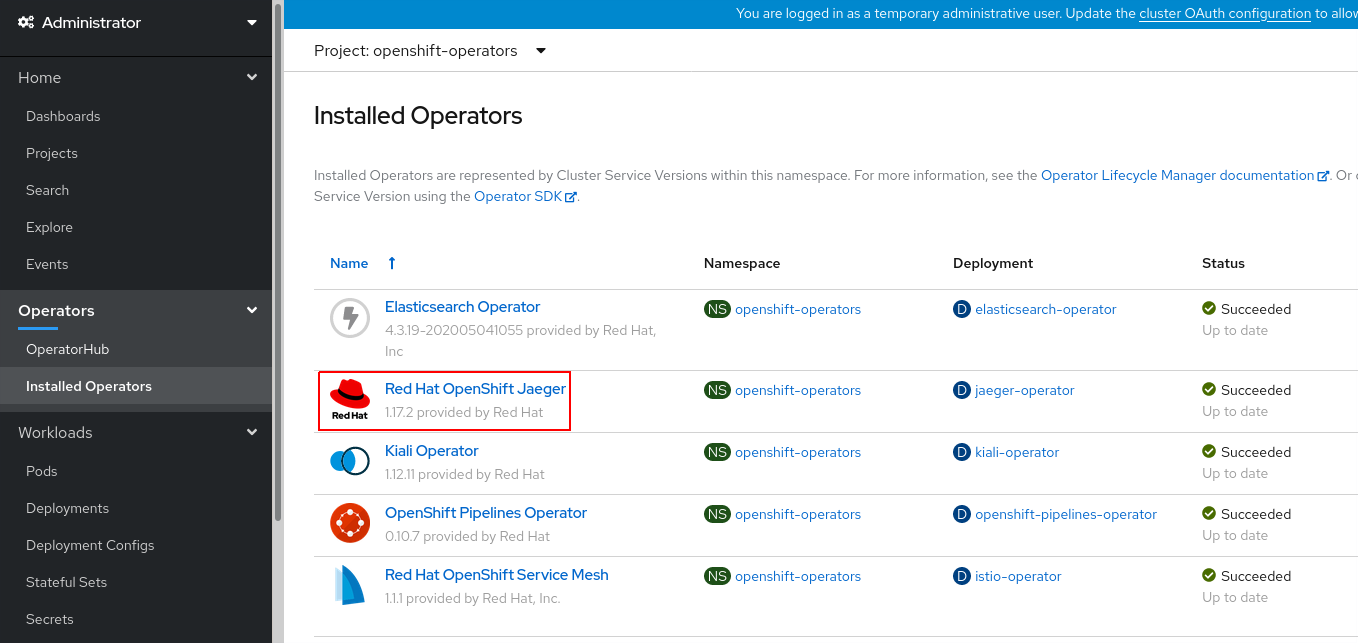 Administrator
Home
Dashboards
Projects
Search
Explore
Events
Operators
OperatorHub
Installed Operators
Workloads
Pods
Deployments
Deployment Configs
Stateful Sets
Secrets
You are logged in as a temporary administrative user. Update the cluster OAuth configuration to allow
Project: openshift-operators
Installed Operators
Installed Operators are represented by Cluster Service Versions within this namespace. For more information, see the Operator Lifecycle Manager documentation. Or
Service Version using the Operator SDK.
Name Namespace Deployment Status
Elasticsearch Operator NS openshift-operators D elasticsearch-operator Succeeded
4.3.19-202005041055 provided by Red Hat, Up to date
Inc
Red Hat OpenShift Jaeger NS openshift-operators D jaeger-operator Succeeded
Red Hat 1.17.2 provided by Red Hat Up to date
Kiali Operator NS openshift-operators D kiali-operator Succeeded
1.12.11 provided by Red Hat Up to date
OpenShift Pipelines Operator NS openshift-operators D openshift-pipelines-operator Succeeded
0.10.7 provided by Red Hat Up to date
Red Hat OpenShift Service Mesh NS openshift-operators D istio-operator Succeeded
1.1.1 provided by Red Hat, Inc. Up to date